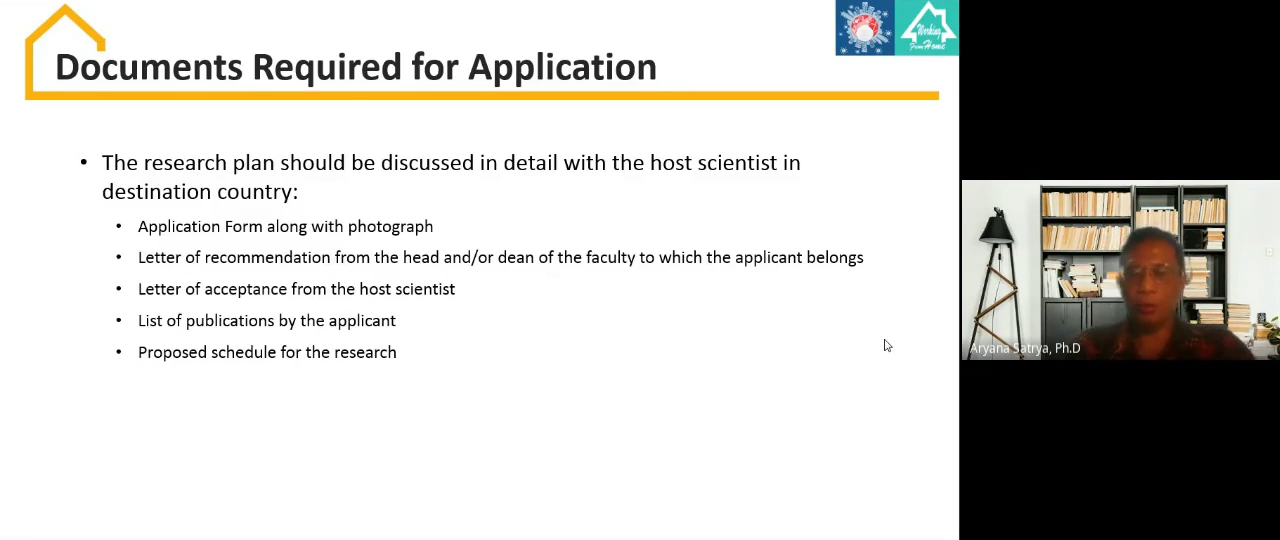 Documents Required for Application
Working
From Home
• The research plan should be discussed in detail with the host scientist in
destination country:
• Application Form along with photograph
• Letter of recommendation from the head and/or dean of the faculty to which the applicant belongs
• Letter of acceptance from the host scientist
• List of publications by the applicant
• Proposed schedule for the research
Aryana Satrya, Ph.D